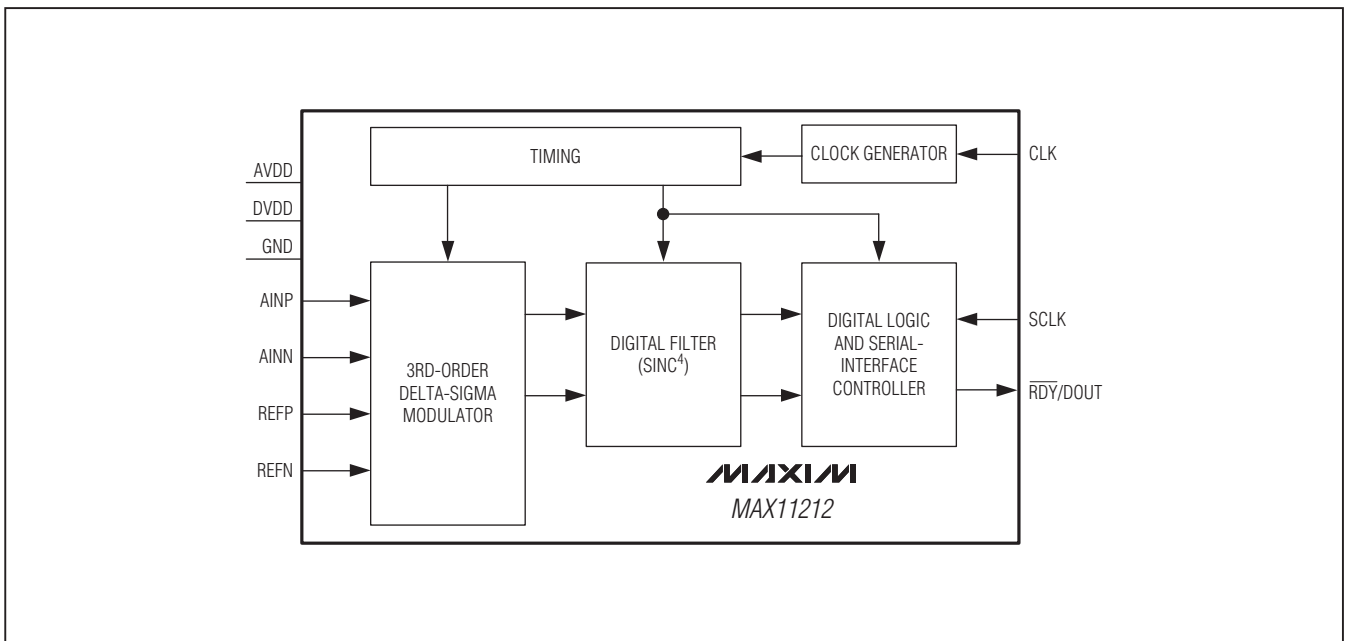 TIMING
CLOCK GENERATOR
CLK
AVDD
DVDD
GND
AINP
AINN
REFP
REFN
3RD-ORDER
DELTA-SIGMA
MODULATOR
DIGITAL FILTER
(SINC⁴)
DIGITAL LOGIC
AND SERIAL-
INTERFACE
CONTROLLER
SCLK
R̅D̅Y̅/DOUT
MAXIM
MAX11212